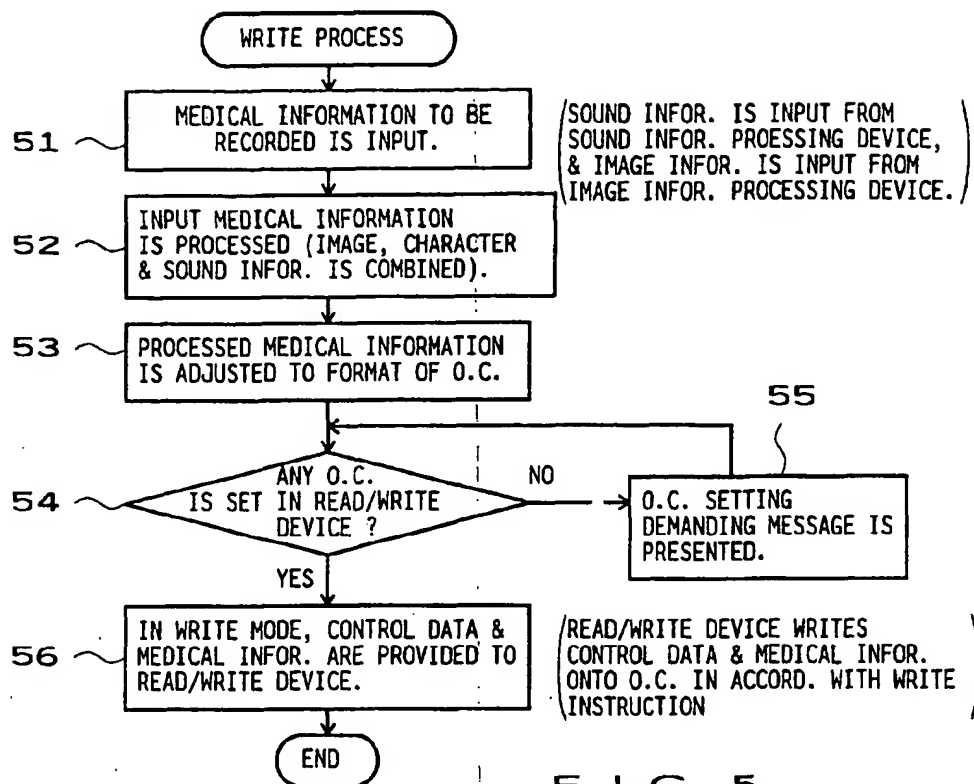 WRITE PROCESS
51
MEDICAL INFORMATION TO BE
RECORDED IS INPUT.
(SOUND INFOR. IS INPUT FROM
SOUND INFOR. PROESSING DEVICE,
& IMAGE INFOR. IS INPUT FROM
IMAGE INFOR. PROCESSING DEVICE.)
52
INPUT MEDICAL INFORMATION
IS PROCESSED (IMAGE, CHARACTER
& SOUND INFOR. IS COMBINED).
53
PROCESSED MEDICAL INFORMATION
IS ADJUSTED TO FORMAT OF O.C.
54
ANY O.C.
IS SET IN READ/WRITE
DEVICE ?
NO
55
O.C. SETTING
DEMANDING MESSAGE IS
PRESENTED.
YES
56
IN WRITE MODE, CONTROL DATA &
MEDICAL INFOR. ARE PROVIDED TO
READ/WRITE DEVICE.
(READ/WRITE DEVICE WRITES
CONTROL DATA & MEDICAL INFOR.
ONTO O.C. IN ACCORD. WITH WRITE
INSTRUCTION)
END
FIG. 5